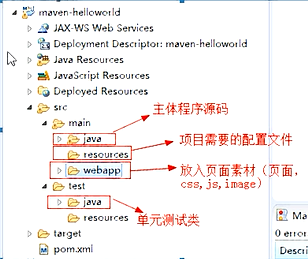 maven-helloworld
JAX-WS Web Services
Deployment Descriptor: maven-helloworld
Java Resources
JavaScript Resources
Deployed Resources
src
主体程序源码
main
java
项目需要的配置文件
resources
webapp
放入页面素材（页面，
css,js,image）
test
java
单元测试类
resources
target
pom.xml
Ma
0 error
Descri